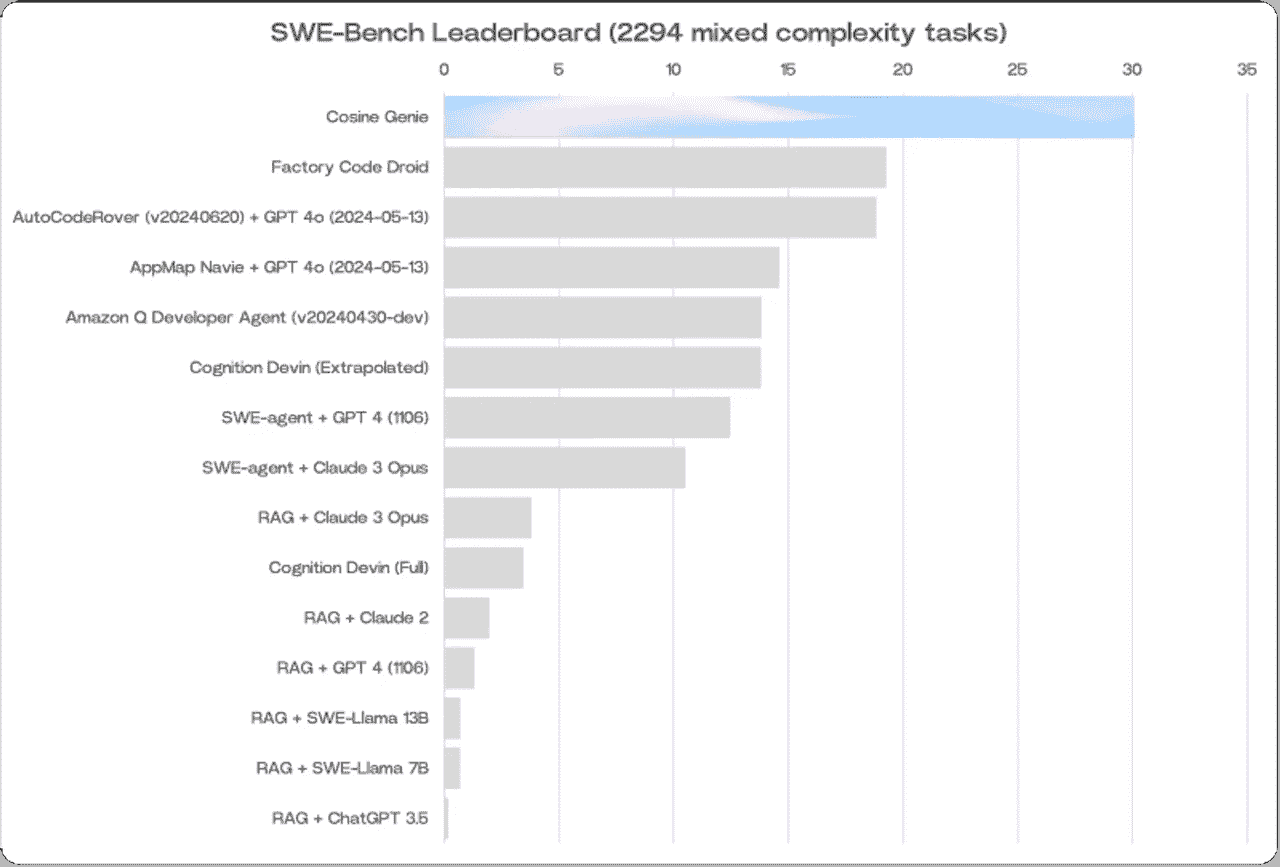 SWE-Bench Leaderboard (2294 mixed complexity tasks)
0 5 10 15 20 25 30 35
Cosine Genie
Factory Code Droid
AutoCodeRover (v20240620) + GPT 4o (2024-05-13)
AppMap Navie + GPT 4o (2024-05-13)
Amazon Q Developer Agent (v20240430-dev)
Cognition Devin (Extrapolated)
SWE-agent + GPT 4 (1106)
SWE-agent + Claude 3 Opus
RAG + Claude 3 Opus
Cognition Devin (Full)
RAG + Claude 2
RAG + GPT 4 (1106)
RAG + SWE-Llama 13B
RAG + SWE-Llama 7B
RAG + ChatGPT 3.5